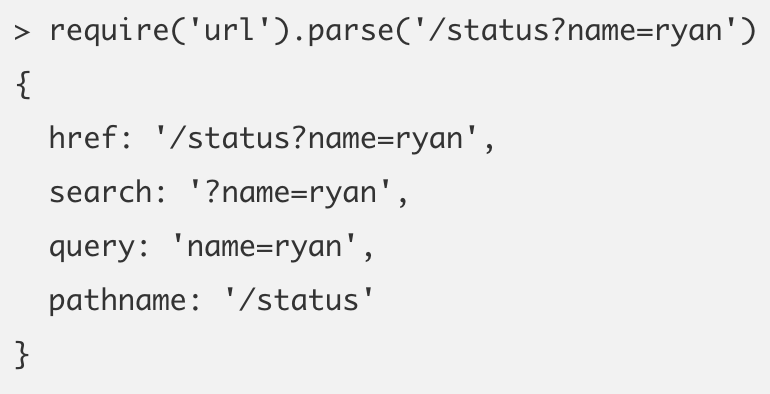 > require('url').parse('/status?name=ryan')
{
  href: '/status?name=ryan',
  search: '?name=ryan',
  query: 'name=ryan',
  pathname: '/status'
}